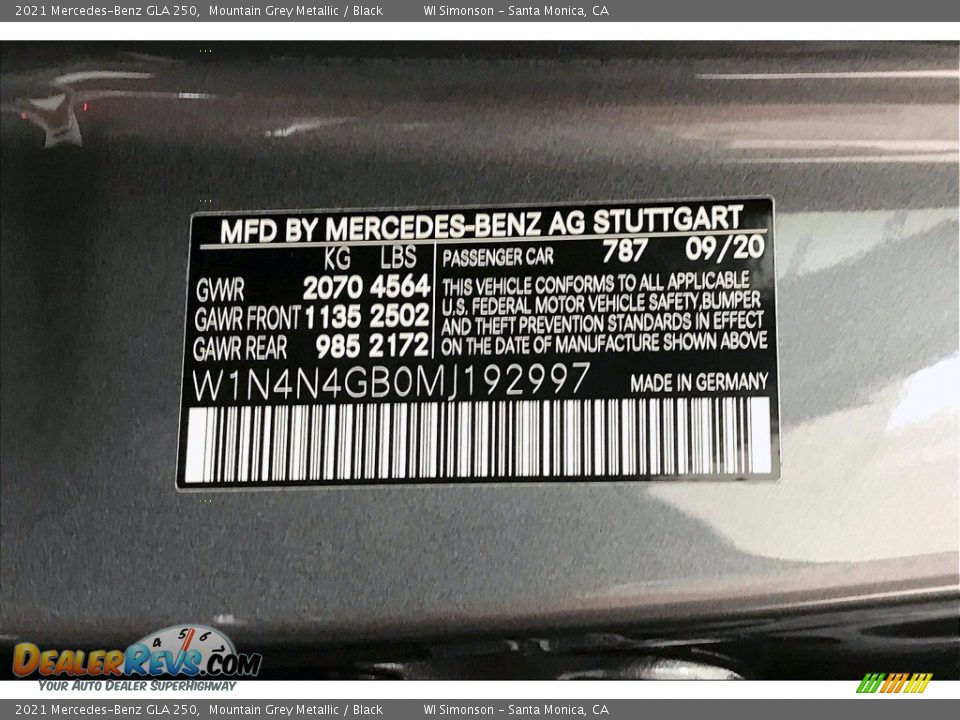 2021 Mercedes-Benz GLA 250, Mountain Grey Metallic / Black WI Simonson - Santa Monica, CA
MFD BY MERCEDES-BENZ AG STUTTGART
KG LBS
GVWR 2070 4564
GAWR FRONT 1135 2502
GAWR REAR 985 2172
PASSENGER CAR 787 09/20
THIS VEHICLE CONFORMS TO ALL APPLICABLE
U.S. FEDERAL MOTOR VEHICLE SAFETY, BUMPER
AND THEFT PREVENTION STANDARDS IN EFFECT
ON THE DATE OF MANUFACTURE SHOWN ABOVE
W1N4N4GB0MJ192997 MADE IN GERMANY
4 5 6
DEALERREVS.COM
YOUR AUTO DEALER SUPERHIGHWAY
2021 Mercedes-Benz GLA 250, Mountain Grey Metallic / Black WI Simonson - Santa Monica, CA